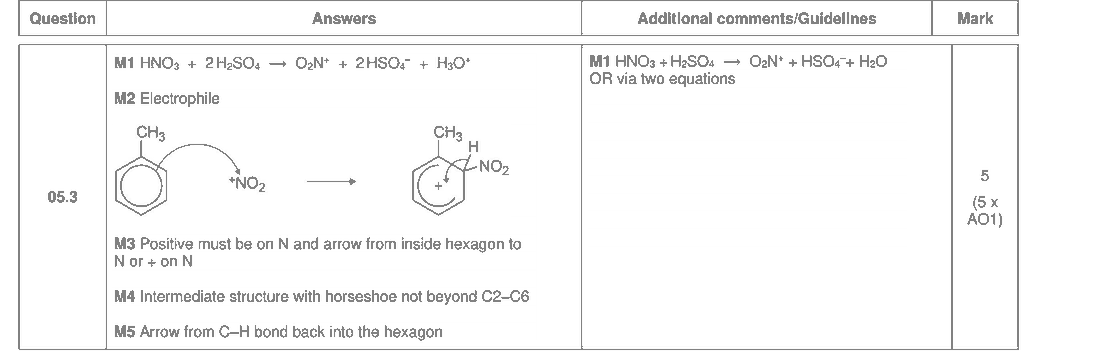 Question Answers Additional comments/Guidelines Mark
M1 HNO₃ + 2H₂SO₄ → O₂N⁺ + 2HSO₄⁻ + H₃O⁺
M2 Electrophile
CH₃
⁺NO₂
CH₃
H
NO₂
+
M3 Positive must be on N and arrow from inside hexagon to
N or + on N
M4 Intermediate structure with horseshoe not beyond C2–C6
M5 Arrow from C–H bond back into the hexagon
05.3
M1 HNO₃ + H₂SO₄ → O₂N⁺ + HSO₄⁻ + H₂O
OR via two equations
5
(5 x
AO1)